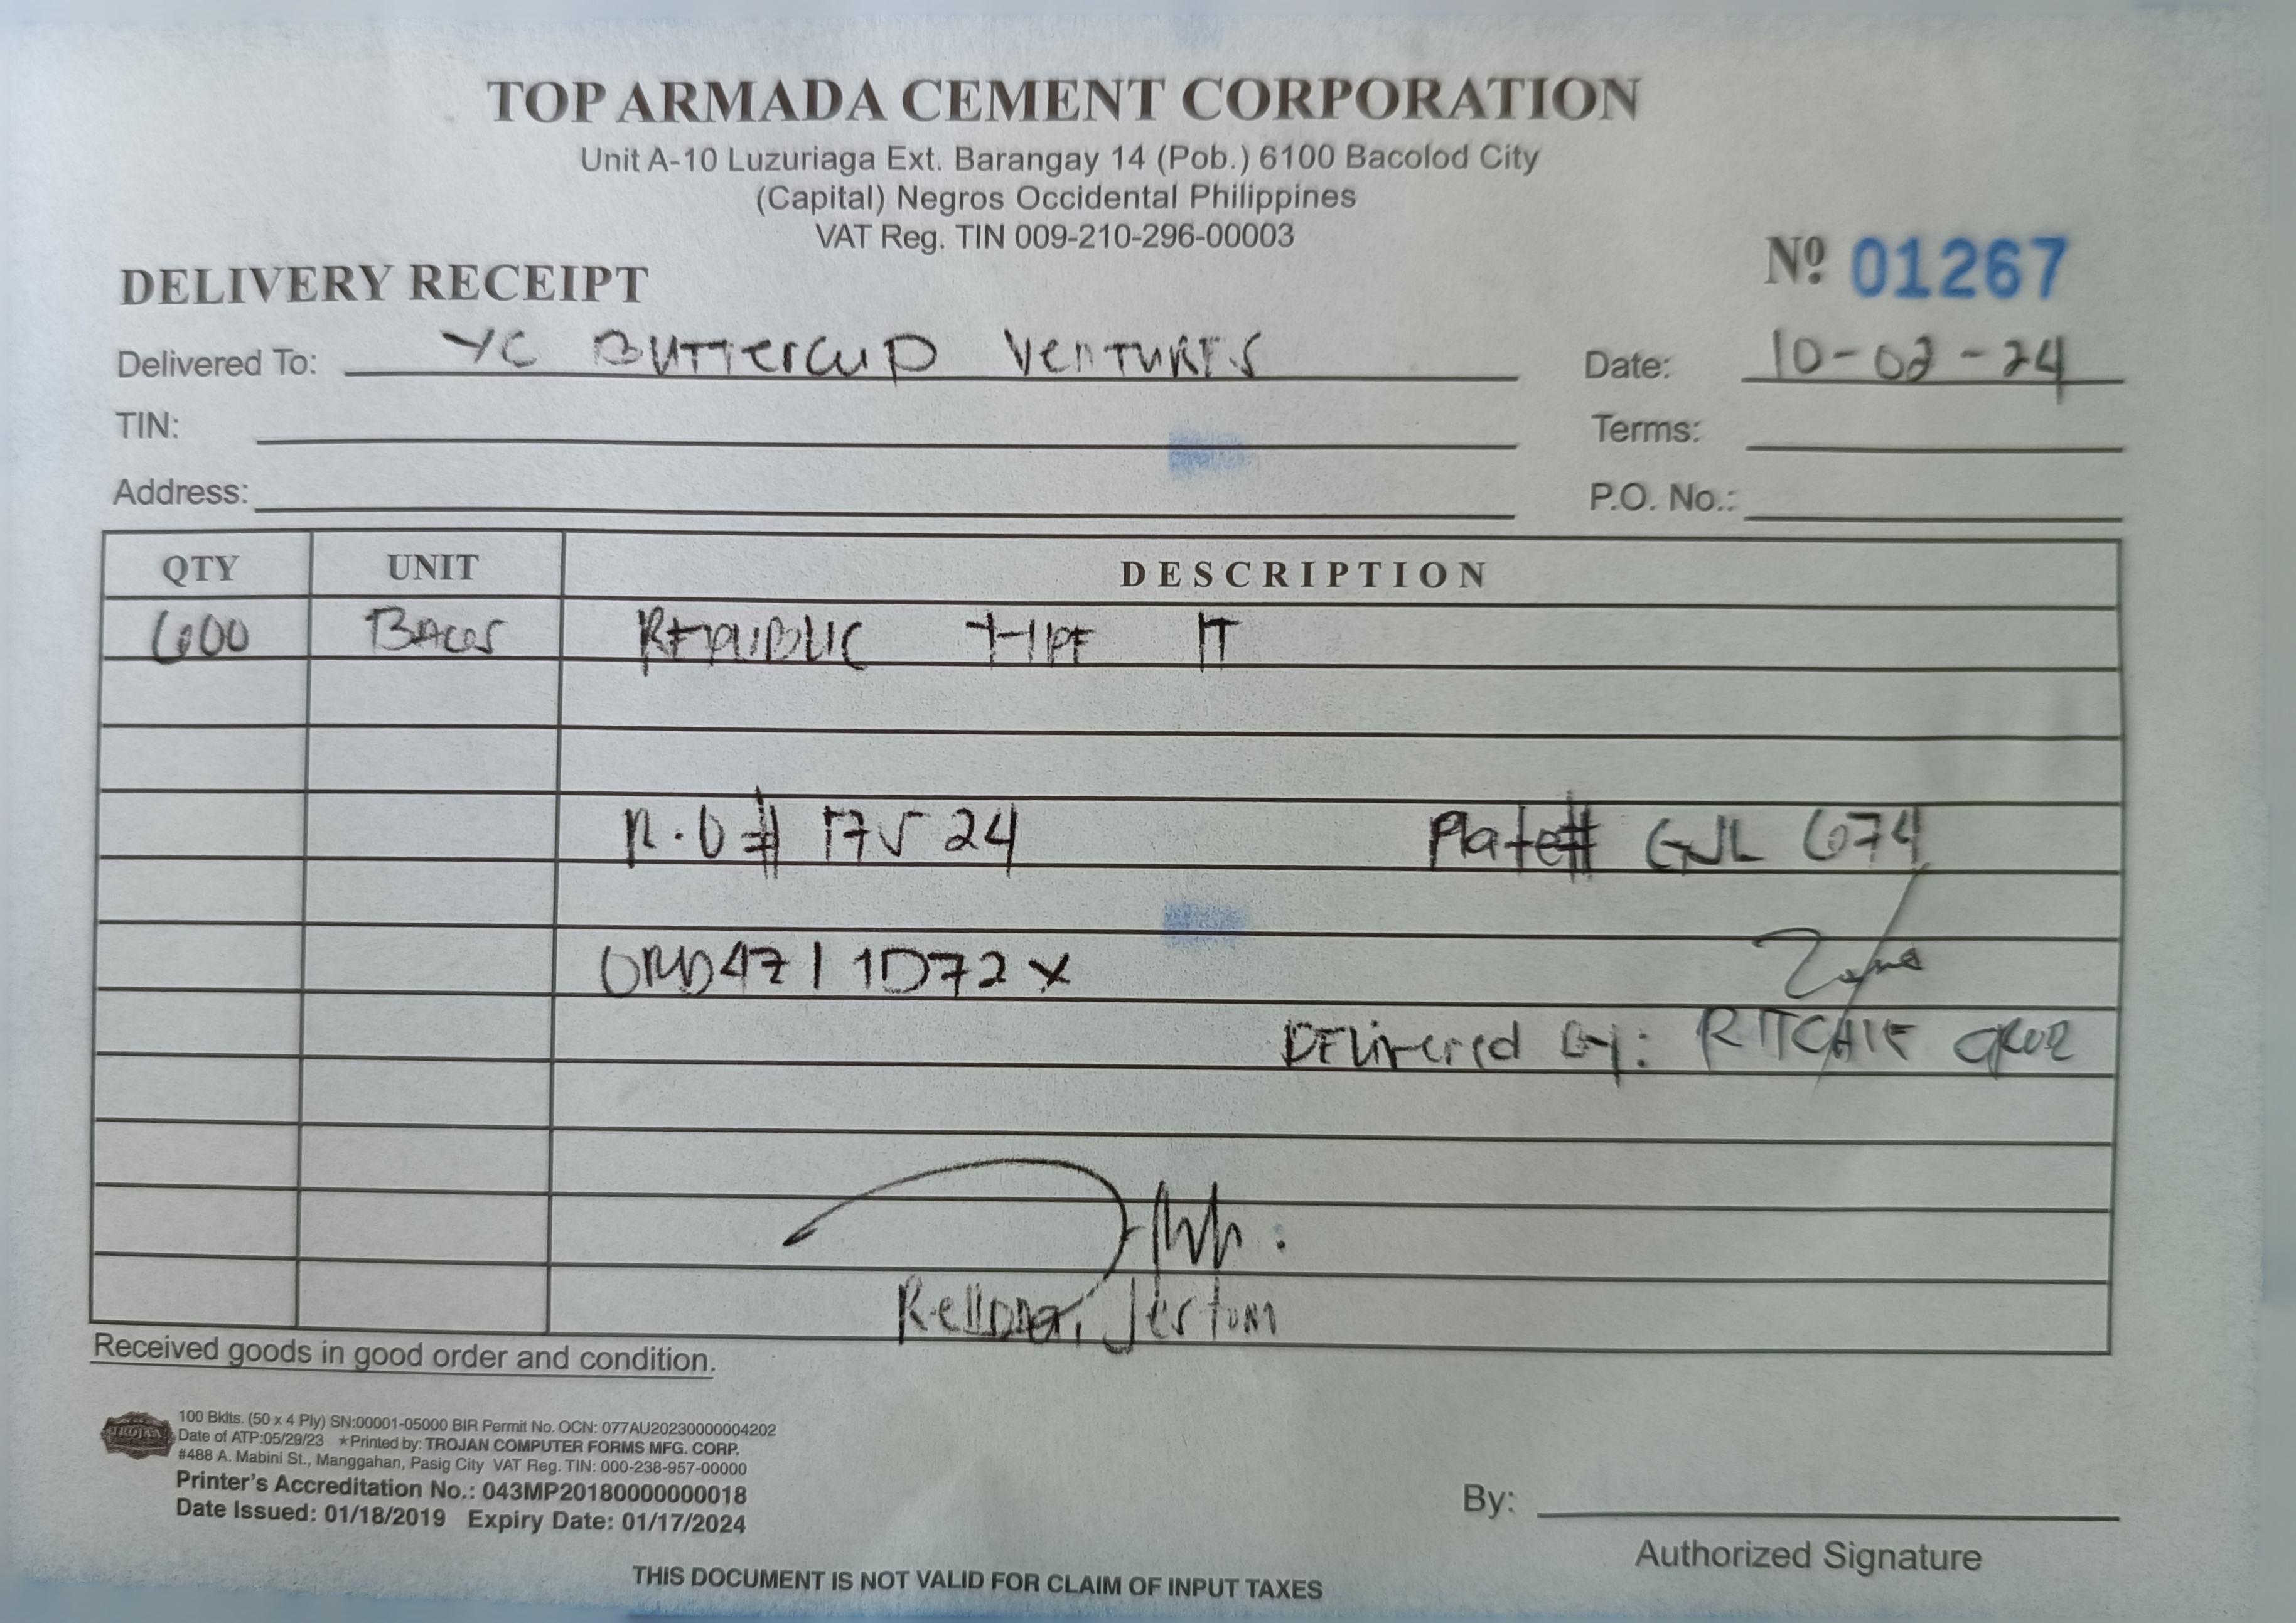 TOP ARMADA CEMENT CORPORATION
Unit A-10 Luzuriaga Ext. Barangay 14 (Pob.) 6100 Bacolod City
(Capital) Negros Occidental Philippines
VAT Reg. TIN 009-210-296-00003
DELIVERY RECEIPT Nº 01267
Delivered To: YC BUTTERCUP VENTURES Date: 10-02-24
TIN: Terms:
Address: P.O. No.:
QTY UNIT DESCRIPTION
600 BAGS REPUBLIC TYPE 1T
R.O# 17524 Plate# GJL 674
1D72X
DELivered By: RITCHIE
Jestom
Received goods in good order and condition.
TROJAN
100 Bklts. (50 x 4 Ply) SN:00001-05000 BIR Permit No. OCN: 077AU20230000004202
Date of ATP:05/29/23 ★Printed by: TROJAN COMPUTER FORMS MFG. CORP.
#488 A. Mabini St., Manggahan, Pasig City VAT Reg. TIN: 000-238-957-00000
Printer's Accreditation No.: 043MP20180000000018
Date Issued: 01/18/2019 Expiry Date: 01/17/2024
By:
Authorized Signature
THIS DOCUMENT IS NOT VALID FOR CLAIM OF INPUT TAXES